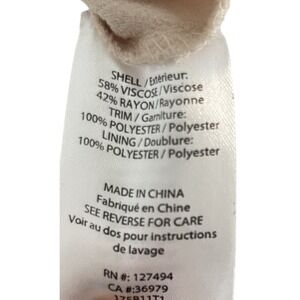 SHELL / Extérieur:
58% VISCOSE / Viscose
42% RAYON / Rayonne
TRIM / Garniture:
100% POLYESTER / Polyester
LINING / Doublure:
100% POLYESTER / Polyester
MADE IN CHINA
Fabriqué en Chine
SEE REVERSE FOR CARE
Voir au dos pour instructions
de lavage
RN #: 127494
CA #:36979